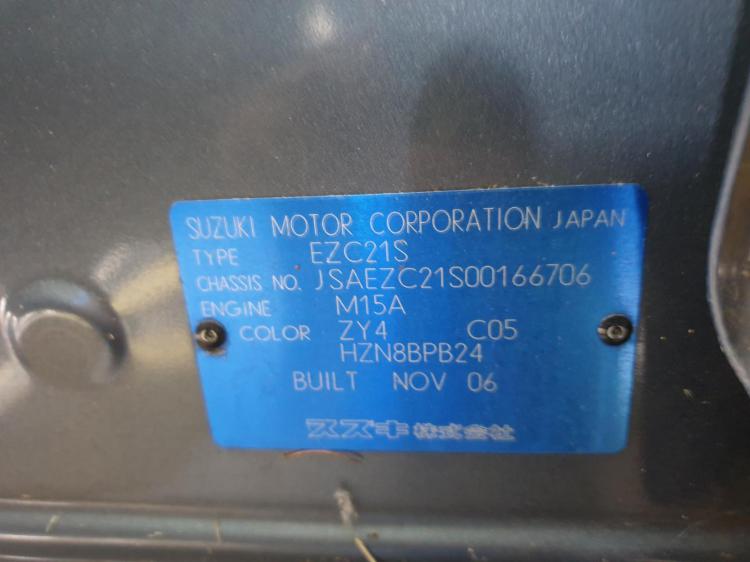 SUZUKI MOTOR CORPORATION JAPAN
TYPE EZC21S
CHASSIS NO. JSAEZC21S00166706
ENGINE M15A
COLOR ZY4 C05
HZN8BPB24
BUILT NOV 06
スズキ株式会社